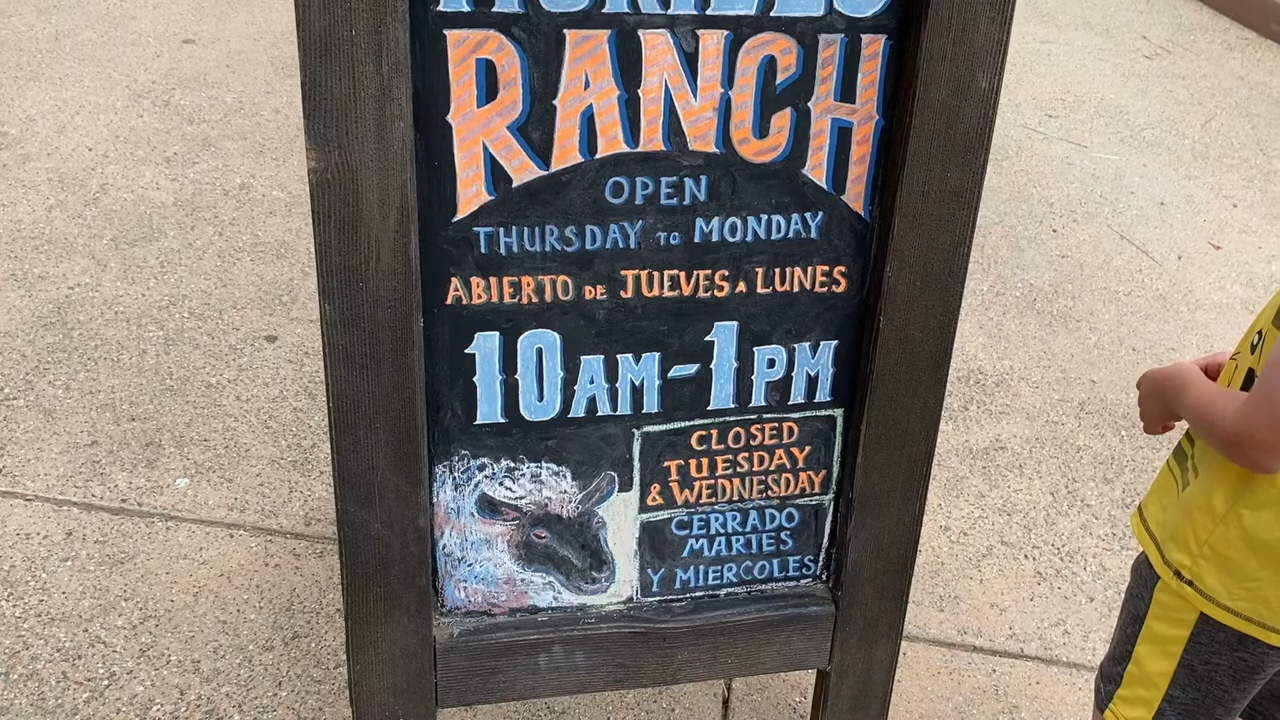 RANCH
OPEN
THURSDAY TO MONDAY
ABIERTO DE JUEVES A LUNES
10AM-1PM
CLOSED
TUESDAY
& WEDNESDAY
CERRADO
MARTES
Y MIERCOLES